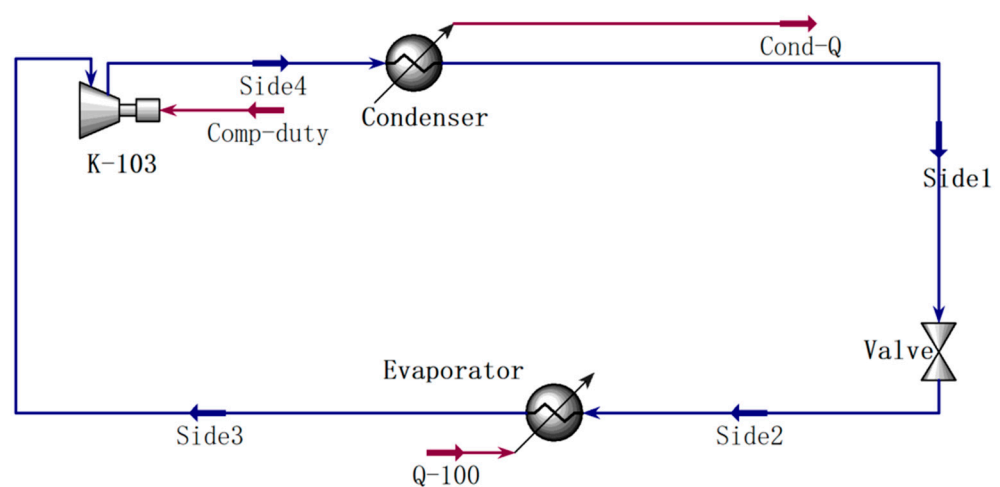 Cond-Q
Side4
Condenser
Comp-duty
K-103
Side1
Valve
Evaporator
Side3
Side2
Q-100